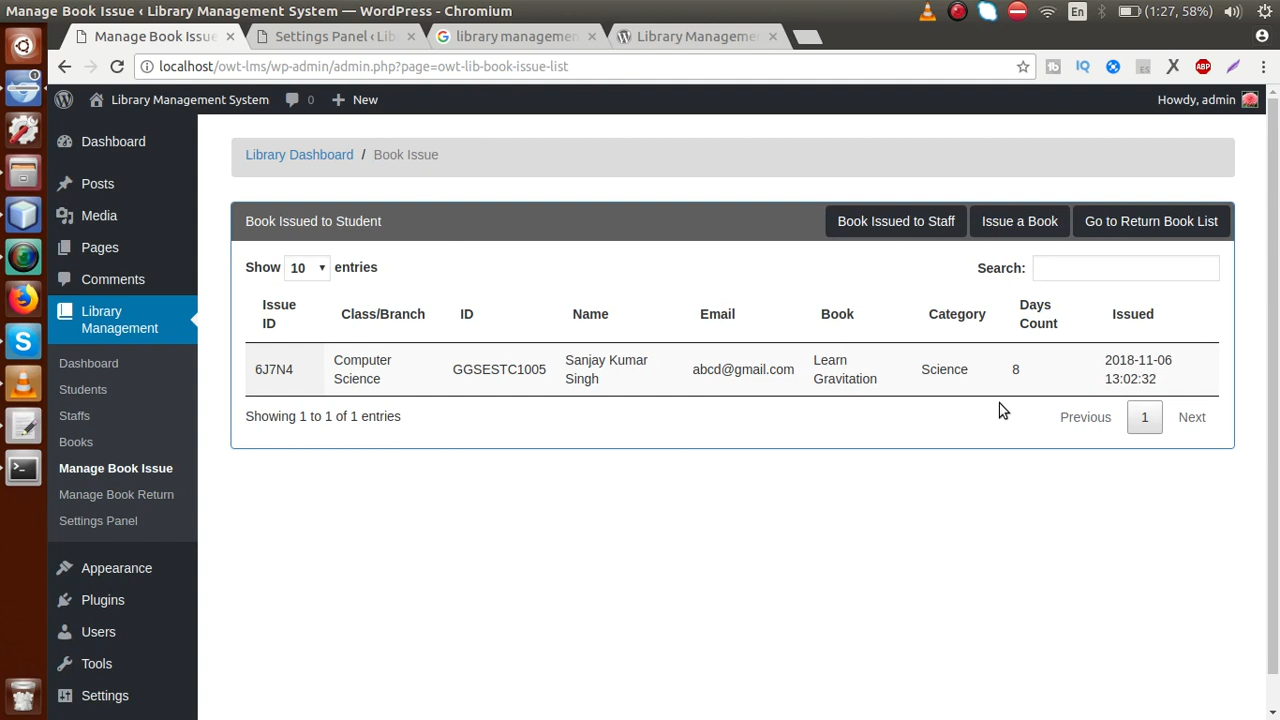 Manage Book Issue ‹ Library Management System — WordPress - Chromium
En (1:27, 58%)
Manage Book Issue × Settings Panel ‹ Lib × library managemen × Library Manageme ×
localhost/owt-lms/wp-admin/admin.php?page=owt-lib-book-issue-list
Library Management System 0 New Howdy, admin
Dashboard
Posts
Media
Pages
Comments
Library
Management
Dashboard
Students
Staffs
Books
Manage Book Issue
Manage Book Return
Settings Panel
Appearance
Plugins
Users
Tools
Settings
Library Dashboard / Book Issue
Book Issued to Student Book Issued to Staff Issue a Book Go to Return Book List
Show 10 entries Search:
Issue ID Class/Branch ID Name Email Book Category Days Count Issued
6J7N4 Computer Science GGSESTC1005 Sanjay Kumar Singh abcd@gmail.com Learn Gravitation Science 8 2018-11-06 13:02:32
Showing 1 to 1 of 1 entries Previous 1 Next